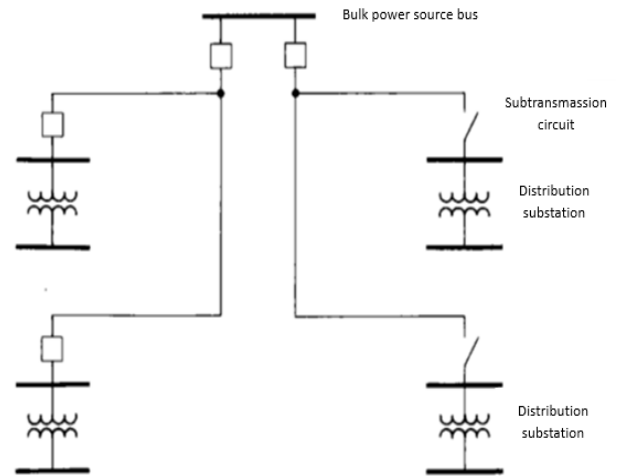 Bulk power source bus
Subtransmassion
circuit
Distribution
substation
Distribution
substation